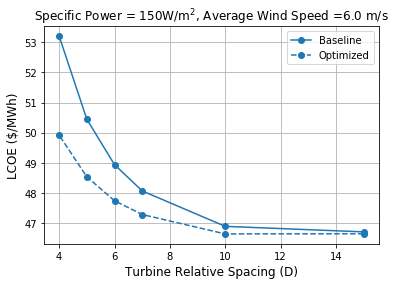 Specific Power = 150W/m², Average Wind Speed =6.0 m/s
Baseline
Optimized
LCOE ($/MWh)
53
52
51
50
49
48
47
4 6 8 10 12 14
Turbine Relative Spacing (D)